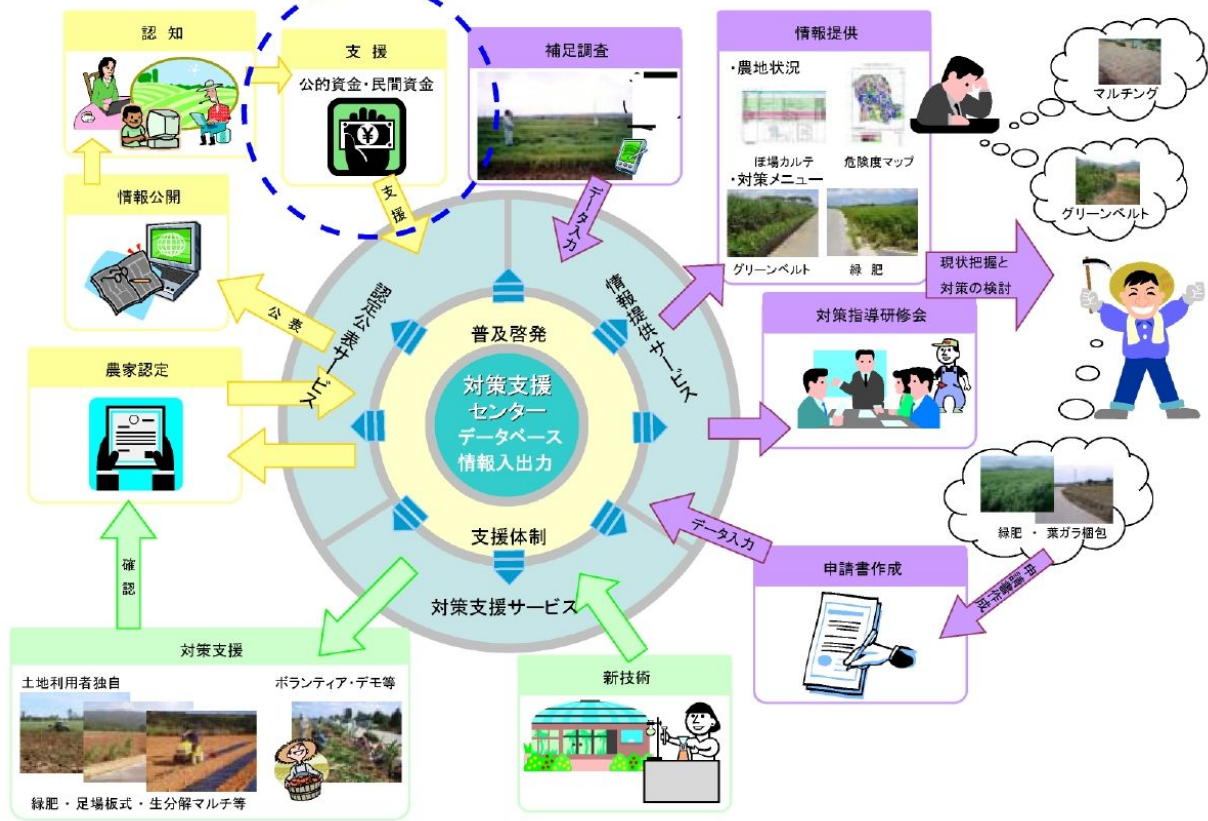 認 知
支 援
公的資金・民間資金
支援
補足調査
データ入力
情報提供
・農地状況
ほ場カルテ
危険度マップ
・対策メニュー
グリーンベルト
緑 肥
マルチング
グリーンベルト
現状把握と
対策の検討
情報公開
公表
農家認定
確認
認定公表サービス
情報提供サービス
普及啓発
対策支援
センター
データベース
情報入出力
支援体制
対策支援サービス
対策指導研修会
緑肥 ・ 葉ガラ梱包
申請書作成
データ入力
申請書作成
対策支援
土地利用者独自
ボランティア・デモ等
緑肥 ・ 足場板式 ・ 生分解マルチ等
新技術